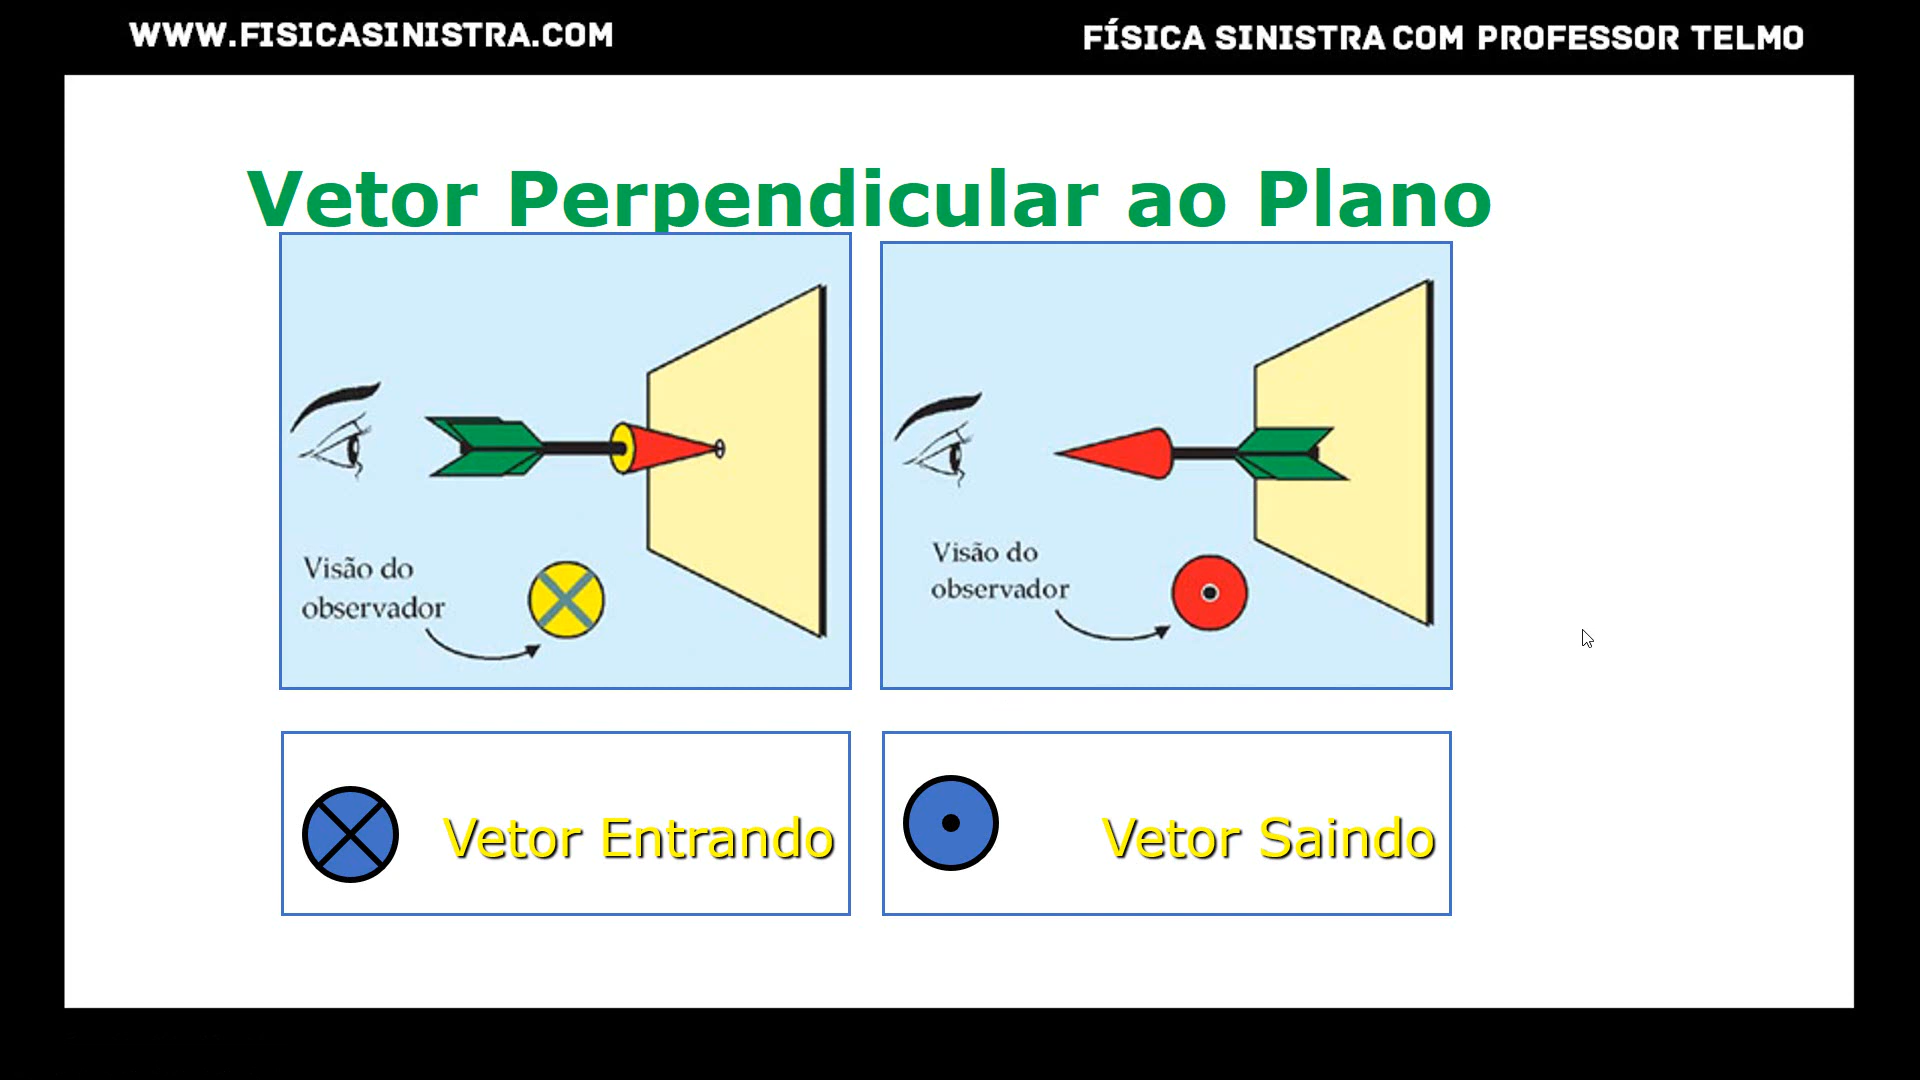 WWW.FISICASINISTRA.COM
FÍSICA SINISTRA COM PROFESSOR TELMO
Vetor Perpendicular ao Plano
Visão do
observador
Visão do
observador
Vetor Entrando
Vetor Saindo